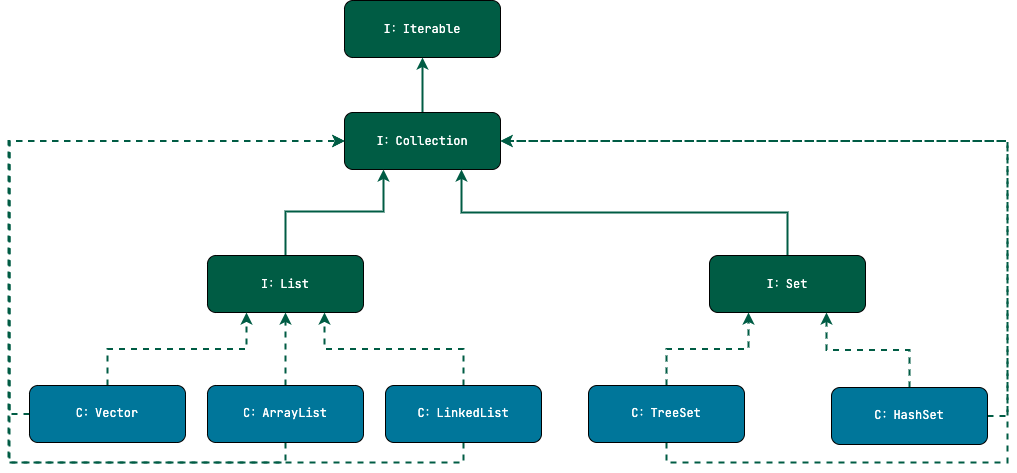 I: Iterable
I: Collection
I: List
I: Set
C: Vector
C: ArrayList
C: LinkedList
C: TreeSet
C: HashSet